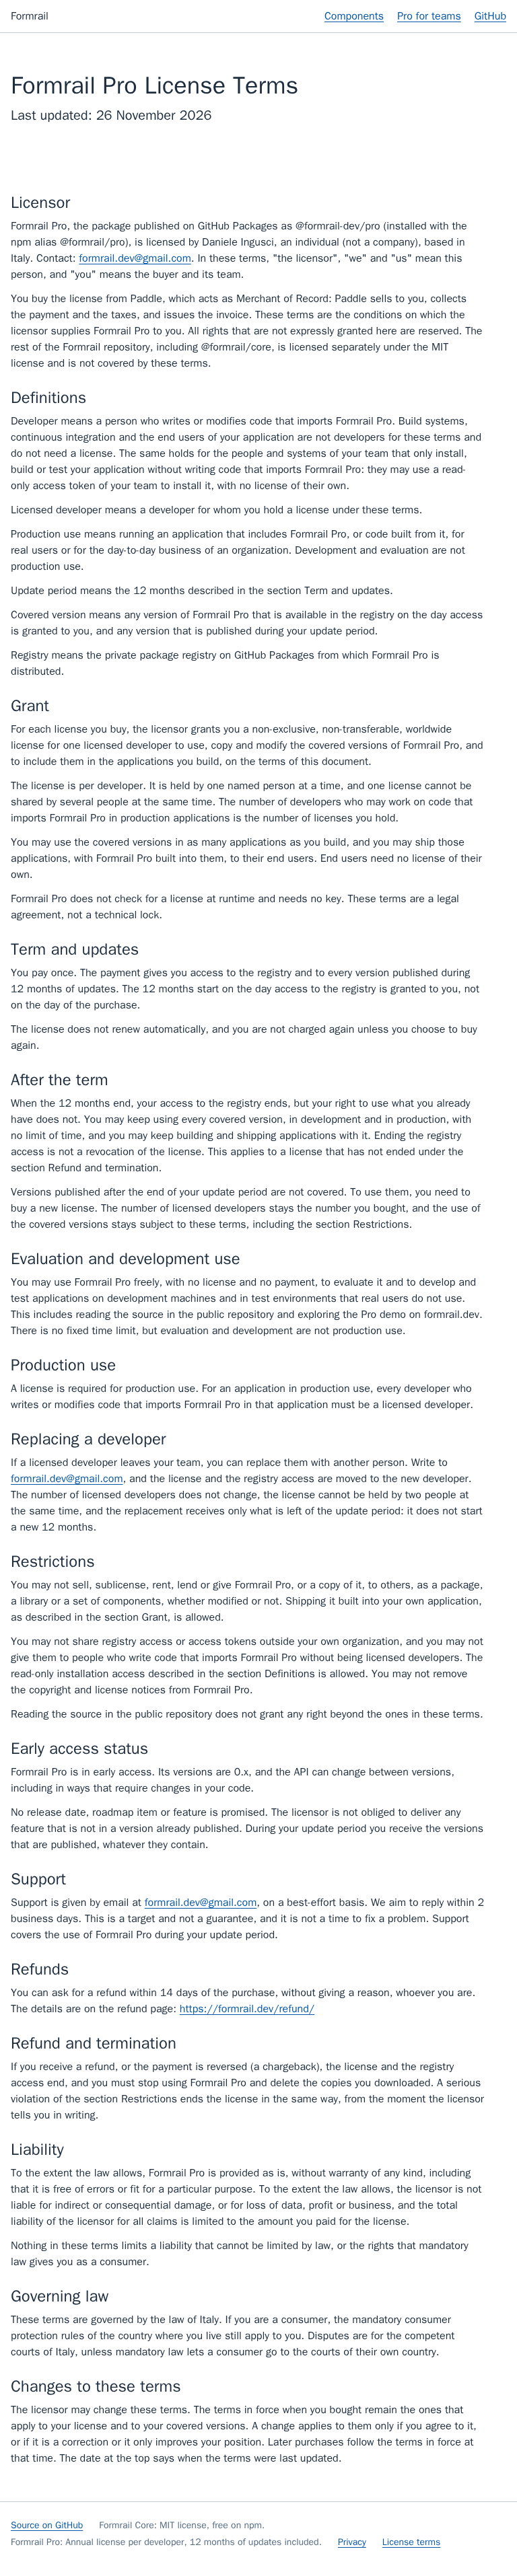 Formrail Components Pro for teams GitHub
Formrail Pro License Terms
Last updated: 26 November 2026
Licensor
Formrail Pro, the package published on GitHub Packages as @formrail-dev/pro (installed with the
npm alias @formrail/pro), is licensed by Daniele Ingusci, an individual (not a company), based in
Italy. Contact: formrail.dev@gmail.com. In these terms, "the licensor", "we" and "us" mean this
person, and "you" means the buyer and its team.
You buy the license from Paddle, which acts as Merchant of Record: Paddle sells to you, collects
the payment and the taxes, and issues the invoice. These terms are the conditions on which the
licensor supplies Formrail Pro to you. All rights that are not expressly granted here are reserved. The
rest of the Formrail repository, including @formrail/core, is licensed separately under the MIT
license and is not covered by these terms.
Definitions
Developer means a person who writes or modifies code that imports Formrail Pro. Build systems,
continuous integration and the end users of your application are not developers for these terms and
do not need a license. The same holds for the people and systems of your team that only install,
build or test your application without writing code that imports Formrail Pro: they may use a read-
only access token of your team to install it, with no license of their own.
Licensed developer means a developer for whom you hold a license under these terms.
Production use means running an application that includes Formrail Pro, or code built from it, for
real users or for the day-to-day business of an organization. Development and evaluation are not
production use.
Update period means the 12 months described in the section Term and updates.
Covered version means any version of Formrail Pro that is available in the registry on the day access
is granted to you, and any version that is published during your update period.
Registry means the private package registry on GitHub Packages from which Formrail Pro is
distributed.
Grant
For each license you buy, the licensor grants you a non-exclusive, non-transferable, worldwide
license for one licensed developer to use, copy and modify the covered versions of Formrail Pro, and
to include them in the applications you build, on the terms of this document.
The license is per developer. It is held by one named person at a time, and one license cannot be
shared by several people at the same time. The number of developers who may work on code that
imports Formrail Pro in production applications is the number of licenses you hold.
You may use the covered versions in as many applications as you build, and you may ship those
applications, with Formrail Pro built into them, to their end users. End users need no license of their
own.
Formrail Pro does not check for a license at runtime and needs no key. These terms are a legal
agreement, not a technical lock.
Term and updates
You pay once. The payment gives you access to the registry and to every version published during
12 months of updates. The 12 months start on the day access to the registry is granted to you, not
on the day of the purchase.
The license does not renew automatically, and you are not charged again unless you choose to buy
again.
After the term
When the 12 months end, your access to the registry ends, but your right to use what you already
have does not. You may keep using every covered version, in development and in production, with
no limit of time, and you may keep building and shipping applications with it. Ending the registry
access is not a revocation of the license. This applies to a license that has not ended under the
section Refund and termination.
Versions published after the end of your update period are not covered. To use them, you need to
buy a new license. The number of licensed developers stays the number you bought, and the use of
the covered versions stays subject to these terms, including the section Restrictions.
Evaluation and development use
You may use Formrail Pro freely, with no license and no payment, to evaluate it and to develop and
test applications on development machines and in test environments that real users do not use.
This includes reading the source in the public repository and exploring the Pro demo on formrail.dev.
There is no fixed time limit, but evaluation and development are not production use.
Production use
A license is required for production use. For an application in production use, every developer who
writes or modifies code that imports Formrail Pro in that application must be a licensed developer.
Replacing a developer
If a licensed developer leaves your team, you can replace them with another person. Write to
formrail.dev@gmail.com, and the license and the registry access are moved to the new developer.
The number of licensed developers does not change, the license cannot be held by two people at
the same time, and the replacement receives only what is left of the update period: it does not start
a new 12 months.
Restrictions
You may not sell, sublicense, rent, lend or give Formrail Pro, or a copy of it, to others, as a package,
a library or a set of components, whether modified or not. Shipping it built into your own application,
as described in the section Grant, is allowed.
You may not share registry access or access tokens outside your own organization, and you may not
give them to people who write code that imports Formrail Pro without being licensed developers. The
read-only installation access described in the section Definitions is allowed. You may not remove
the copyright and license notices from Formrail Pro.
Reading the source in the public repository does not grant any right beyond the ones in these terms.
Early access status
Formrail Pro is in early access. Its versions are 0.x, and the API can change between versions,
including in ways that require changes in your code.
No release date, roadmap item or feature is promised. The licensor is not obliged to deliver any
feature that is not in a version already published. During your update period you receive the versions
that are published, whatever they contain.
Support
Support is given by email at formrail.dev@gmail.com, on a best-effort basis. We aim to reply within 2
business days. This is a target and not a guarantee, and it is not a time to fix a problem. Support
covers the use of Formrail Pro during your update period.
Refunds
You can ask for a refund within 14 days of the purchase, without giving a reason, whoever you are.
The details are on the refund page: https://formrail.dev/refund/
Refund and termination
If you receive a refund, or the payment is reversed (a chargeback), the license and the registry
access end, and you must stop using Formrail Pro and delete the copies you downloaded. A serious
violation of the section Restrictions ends the license in the same way, from the moment the licensor
tells you in writing.
Liability
To the extent the law allows, Formrail Pro is provided as is, without warranty of any kind, including
that it is free of errors or fit for a particular purpose. To the extent the law allows, the licensor is not
liable for indirect or consequential damage, or for loss of data, profit or business, and the total
liability of the licensor for all claims is limited to the amount you paid for the license.
Nothing in these terms limits a liability that cannot be limited by law, or the rights that mandatory
law gives you as a consumer.
Governing law
These terms are governed by the law of Italy. If you are a consumer, the mandatory consumer
protection rules of the country where you live still apply to you. Disputes are for the competent
courts of Italy, unless mandatory law lets a consumer go to the courts of their own country.
Changes to these terms
The licensor may change these terms. The terms in force when you bought remain the ones that
apply to your license and to your covered versions. A change applies to them only if you agree to it,
or if it is a correction or it only improves your position. Later purchases follow the terms in force at
that time. The date at the top says when the terms were last updated.
Source on GitHub Formrail Core: MIT license, free on npm.
Formrail Pro: Annual license per developer, 12 months of updates included. Privacy License terms